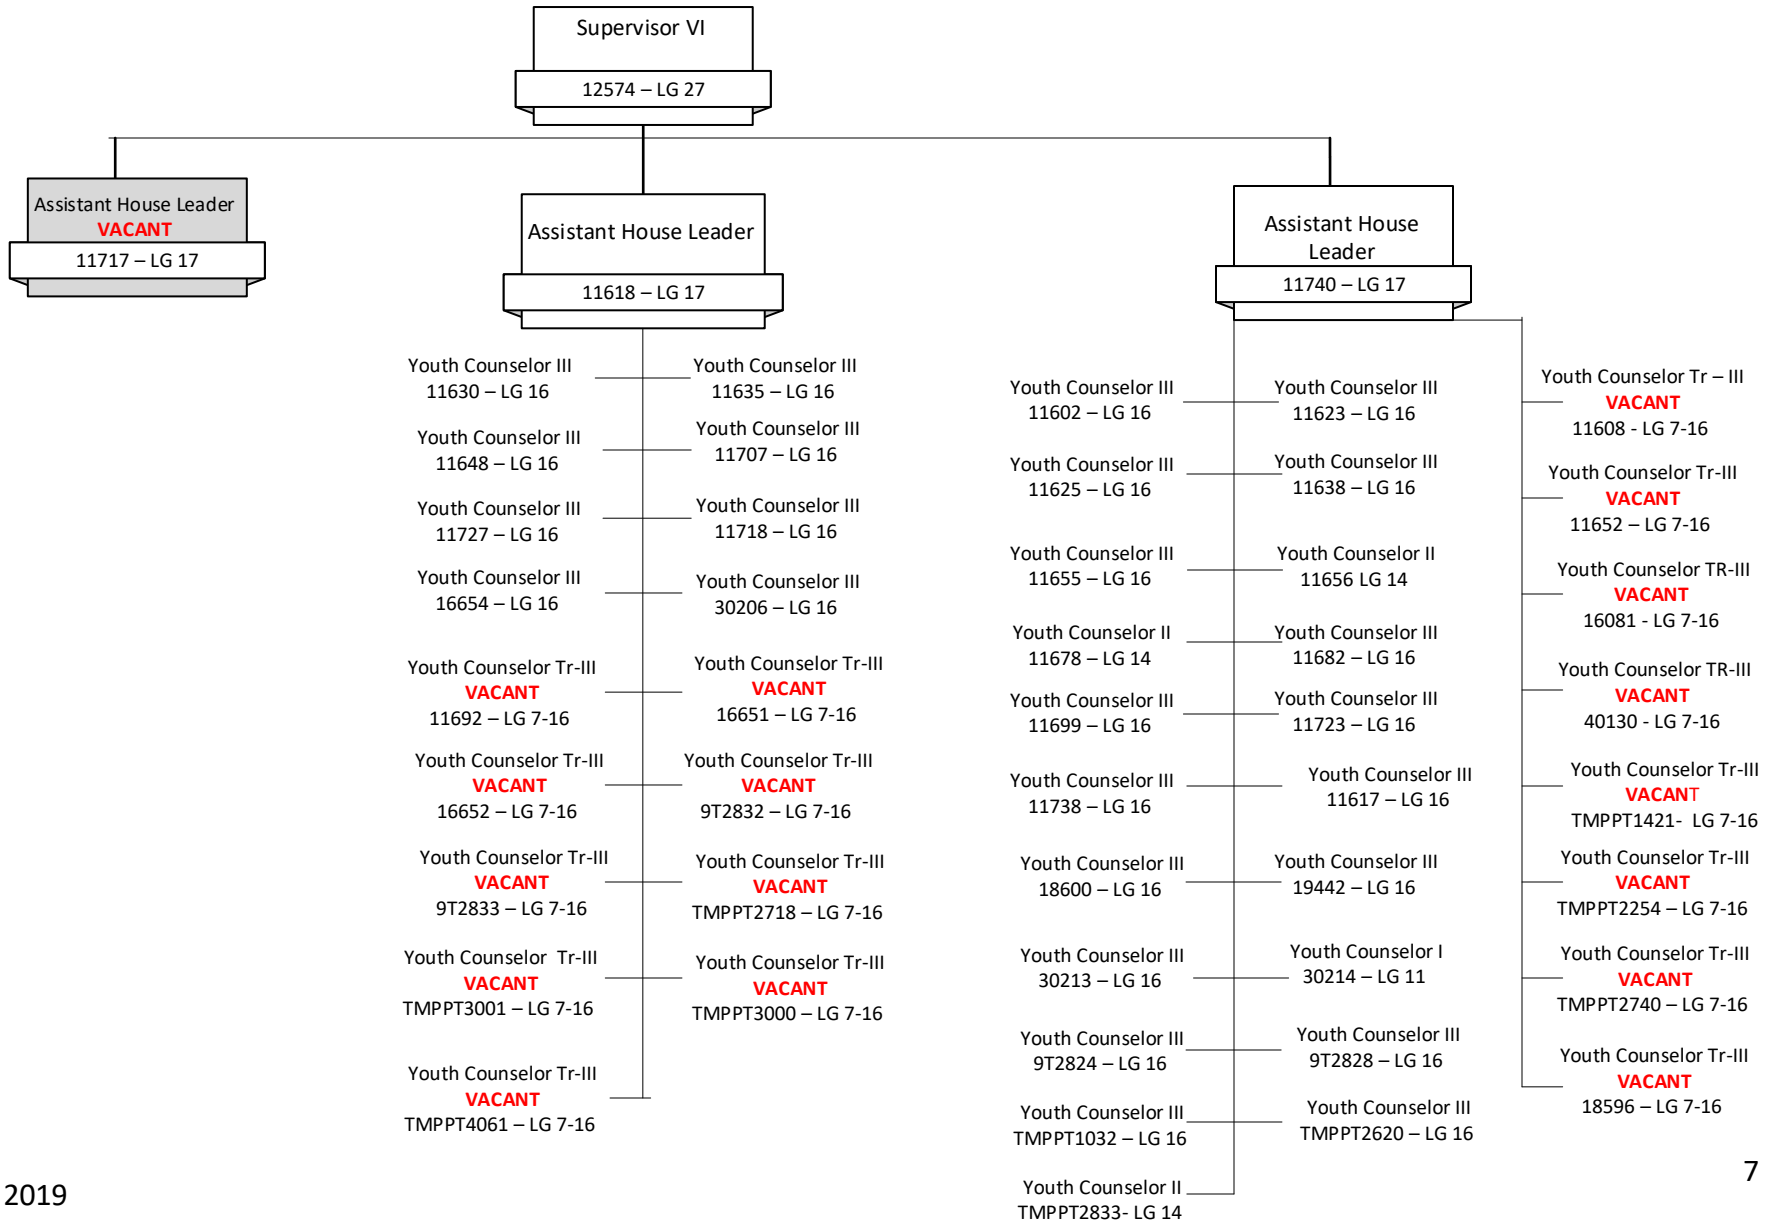 Supervisor VI
12574 – LG 27
Assistant House Leader
VACANT
11717 – LG 17
Assistant House Leader
11618 – LG 17
Assistant House
Leader
11740 – LG 17
Youth Counselor III
11630 – LG 16
Youth Counselor III
11635 – LG 16
Youth Counselor III
11648 – LG 16
Youth Counselor III
11707 – LG 16
Youth Counselor III
11727 – LG 16
Youth Counselor III
11718 – LG 16
Youth Counselor III
16654 – LG 16
Youth Counselor III
30206 – LG 16
Youth Counselor Tr-III
VACANT
11692 – LG 7-16
Youth Counselor Tr-III
VACANT
16651 – LG 7-16
Youth Counselor Tr-III
VACANT
16652 – LG 7-16
Youth Counselor Tr-III
VACANT
9T2832 – LG 7-16
Youth Counselor Tr-III
VACANT
9T2833 – LG 7-16
Youth Counselor Tr-III
VACANT
TMPPT2718 – LG 7-16
Youth Counselor  Tr-III
VACANT
TMPPT3001 – LG 7-16
Youth Counselor Tr-III
VACANT
TMPPT3000 – LG 7-16
Youth Counselor Tr-III
VACANT
TMPPT4061 – LG 7-16
Youth Counselor III
11602 – LG 16
Youth Counselor III
11623 – LG 16
Youth Counselor III
11625 – LG 16
Youth Counselor III
11638 – LG 16
Youth Counselor III
11655 – LG 16
Youth Counselor II
11656 LG 14
Youth Counselor II
11678 – LG 14
Youth Counselor III
11682 – LG 16
Youth Counselor III
11699 – LG 16
Youth Counselor III
11723 – LG 16
Youth Counselor III
11738 – LG 16
Youth Counselor III
11617 – LG 16
Youth Counselor III
18600 – LG 16
Youth Counselor III
19442 – LG 16
Youth Counselor III
30213 – LG 16
Youth Counselor I
30214 – LG 11
Youth Counselor III
9T2824 – LG 16
Youth Counselor III
9T2828 – LG 16
Youth Counselor III
TMPPT1032 – LG 16
Youth Counselor III
TMPPT2620 – LG 16
Youth Counselor II
TMPPT2833- LG 14
Youth Counselor Tr – III
VACANT
11608 - LG 7-16
Youth Counselor Tr-III
VACANT
11652 – LG 7-16
Youth Counselor TR-III
VACANT
16081 - LG 7-16
Youth Counselor TR-III
VACANT
40130 - LG 7-16
Youth Counselor Tr-III
VACANT
TMPPT1421-  LG 7-16
Youth Counselor Tr-III
VACANT
TMPPT2254 – LG 7-16
Youth Counselor Tr-III
VACANT
TMPPT2740 – LG 7-16
Youth Counselor Tr-III
VACANT
18596 – LG 7-16
2019
7